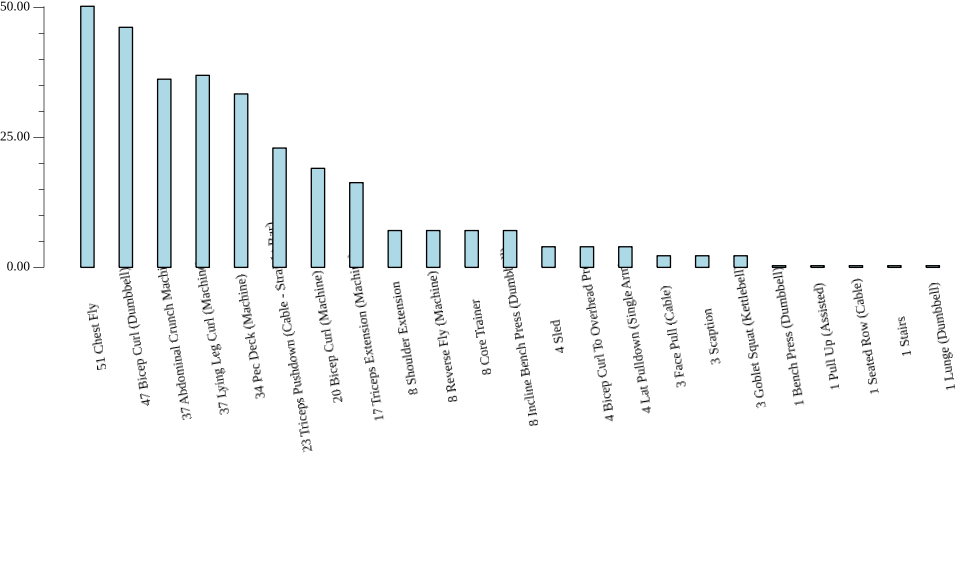 50.00
25.00
0.00
51 Chest Fly
47 Bicep Curl (Dumbbell)
37 Abdominal Crunch Machi
37 Lying Leg Curl (Machine
34 Pec Deck (Machine)
23 Triceps Pushdown (Cable - Stra Bar)
20 Bicep Curl (Machine)
17 Triceps Extension (Machin
8 Shoulder Extension
8 Reverse Fly (Machine)
8 Core Trainer
8 Incline Bench Press (Dumbbell)
4 Sled
4 Bicep Curl To Overhead Pr
4 Lat Pulldown (Single Arm
3 Face Pull (Cable)
3 Scaption
3 Goblet Squat (Kettlebell
1 Bench Press (Dumbbell)
1 Pull Up (Assisted)
1 Seated Row (Cable)
1 Stairs
1 Lunge (Dumbbell)